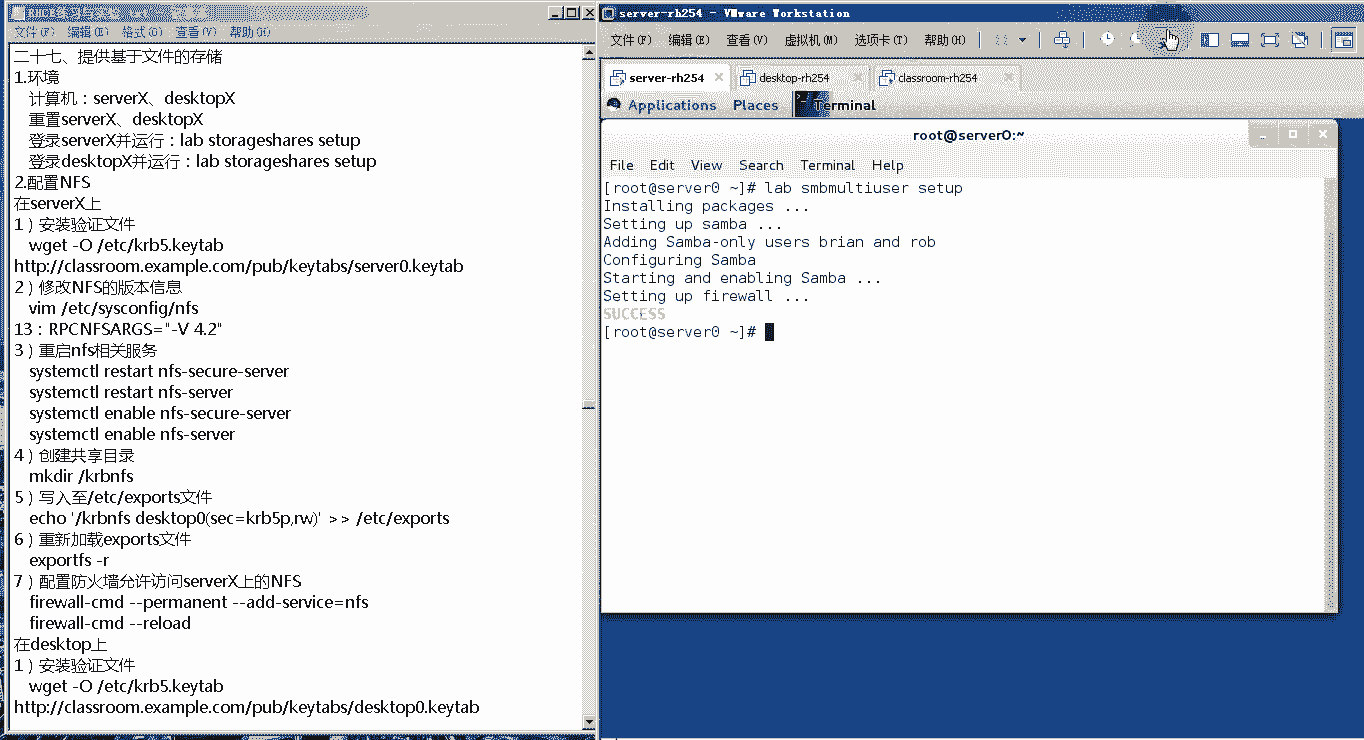 文件(F) 编辑(E) 格式(O) 查看(V) 帮助(H)
二十七、提供基于文件的存储
1.环境
计算机：serverX、desktopX
重置serverX、desktopX
登录serverX并运行：lab storageshares setup
登录desktopX并运行：lab storageshares setup
2.配置NFS
在serverX上
1）安装验证文件
wget -O /etc/krb5.keytab
http://classroom.example.com/pub/keytabs/server0.keytab
2）修改NFS的版本信息
vim /etc/sysconfig/nfs
13：RPCNFSARGS="-V 4.2"
3）重启nfs相关服务
systemctl restart nfs-secure-server
systemctl restart nfs-server
systemctl enable nfs-secure-server
systemctl enable nfs-server
4）创建共享目录
mkdir /krbnfs
5）写入至/etc/exports文件
echo '/krbnfs desktop0(sec=krb5p,rw)' >> /etc/exports
6）重新加载exports文件
exportfs -r
7）配置防火墙允许访问serverX上的NFS
firewall-cmd --permanent --add-service=nfs
firewall-cmd --reload
在desktop上
1）安装验证文件
wget -O /etc/krb5.keytab
http://classroom.example.com/pub/keytabs/desktop0.keytab
server-rh254 - VMware Workstation
文件(F) 编辑(E) 查看(V) 虚拟机(M) 选项卡(T) 帮助(H)
server-rh254 desktop-rh254 classroom-rh254
Applications Places Terminal
root@server0:~
File Edit View Search Terminal Help
[root@server0 ~]# lab smbmultiuser setup
Installing packages ...
Setting up samba ...
Adding Samba-only users brian and rob
Configuring Samba
Starting and enabling Samba ...
Setting up firewall ...
SUCCESS
[root@server0 ~]#